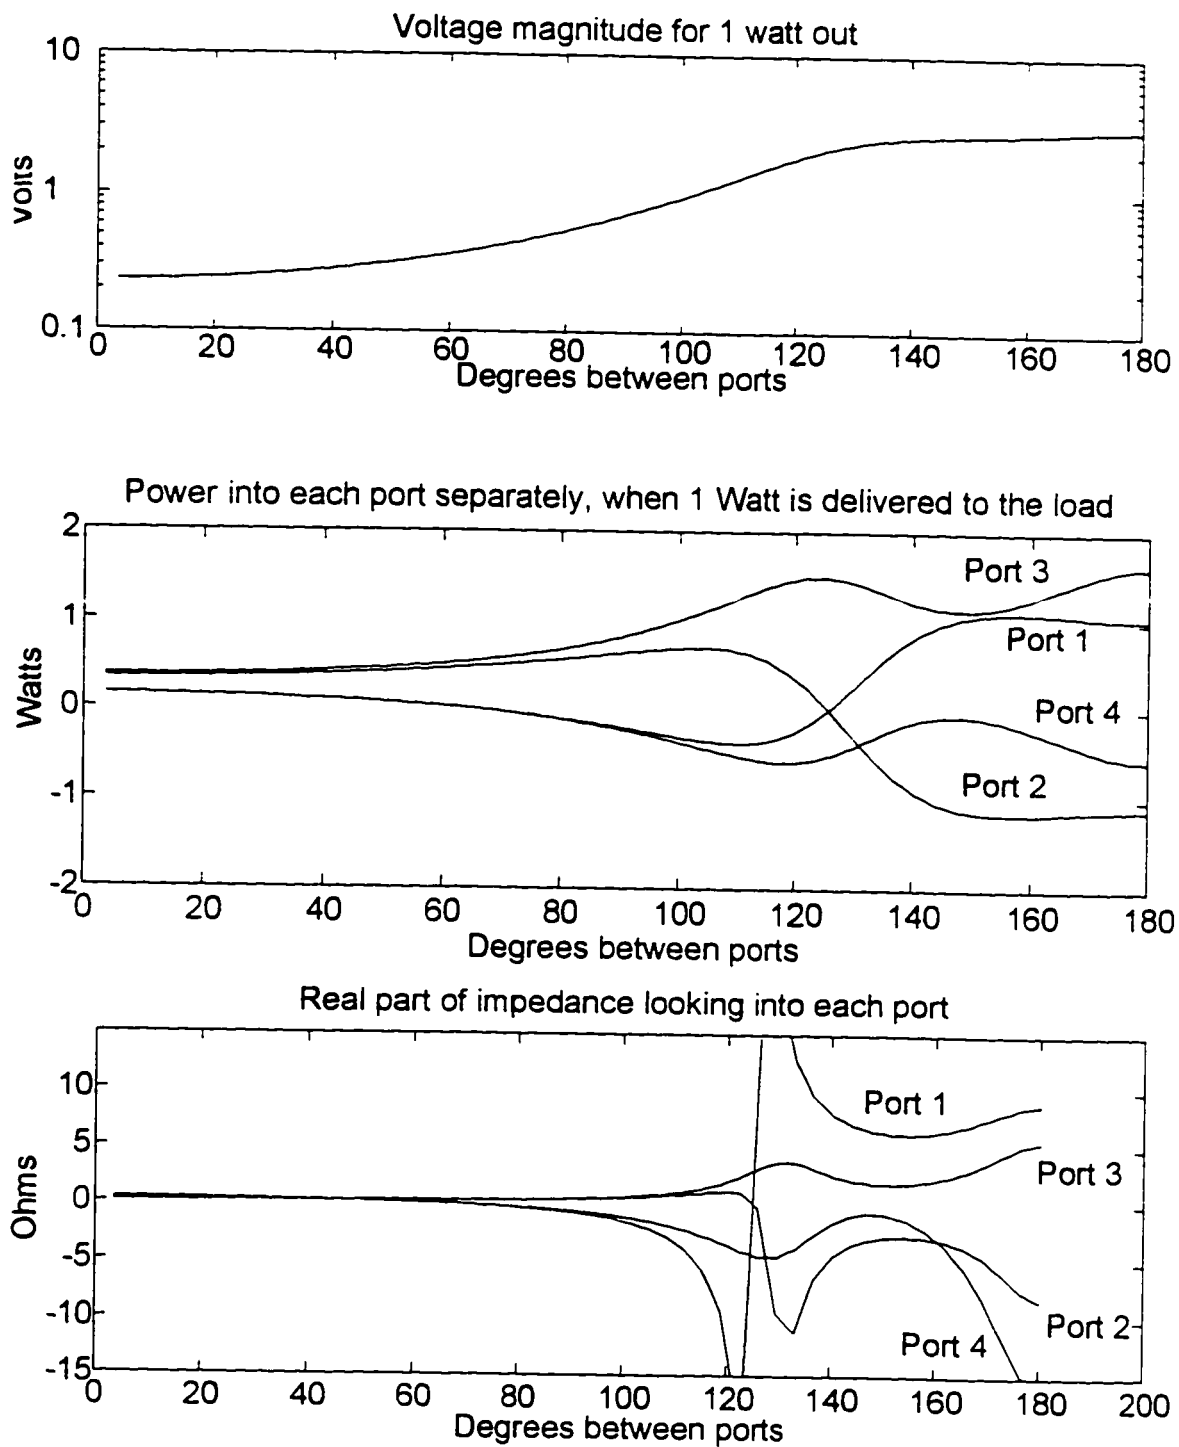 Voltage magnitude for 1 watt out
10
1
0.1
volts
0 20 40 60 80 100 120 140 160 180
Degrees between ports
Power into each port separately, when 1 Watt is delivered to the load
2
1
0
-1
-2
Watts
Port 3
Port 1
Port 4
Port 2
0 20 40 60 80 100 120 140 160 180
Degrees between ports
Real part of impedance looking into each port
10
5
0
-5
-10
-15
Ohms
Port 1
Port 3
Port 2
Port 4
0 20 40 60 80 100 120 140 160 180 200
Degrees between ports